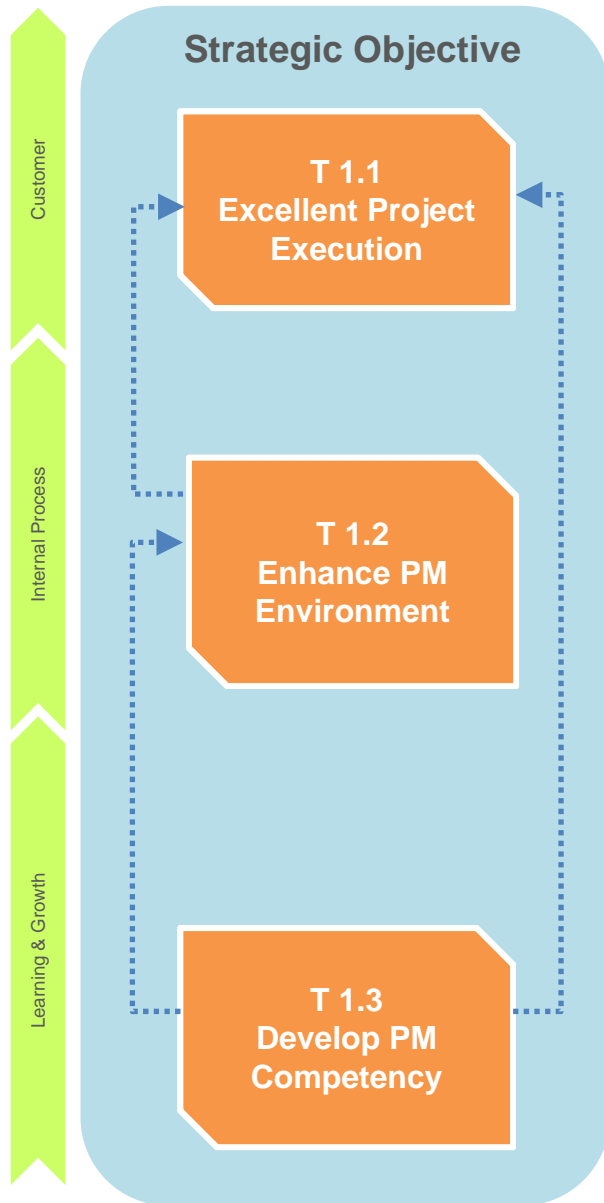 Strategic Objective
Customer
T 1.1
Excellent Project
Execution
Internal Process
T 1.2
Enhance PM
Environment
Learning & Growth
T 1.3
Develop PM
Competency